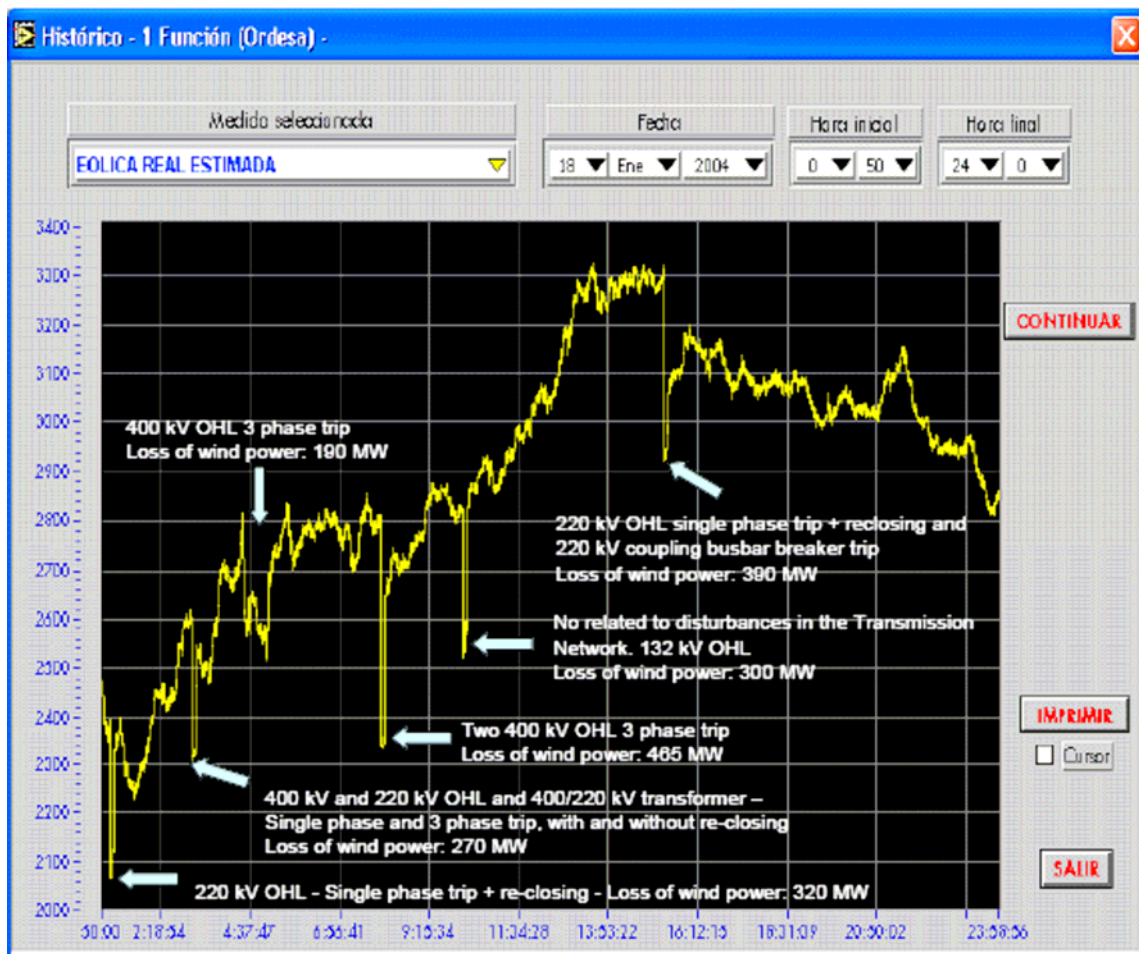 Histórico - 1 Función (Ordesa) -
Medida seleccionada
Fecha
Hora inicial
Hora final
EOLICA REAL ESTIMADA
18 Ene 2004
0 50
24 0
3400
3300
3200
3100
3000
2900
2800
2700
2600
2500
2400
2300
2200
2100
2000
CONTINUAR
400 kV OHL 3 phase trip
Loss of wind power: 190 MW
220 kV OHL single phase trip + reclosing and
220 kV coupling busbar breaker trip
Loss of wind power: 390 MW
No related to disturbances in the Transmission
Network. 132 kV OHL
Loss of wind power: 300 MW
Two 400 kV OHL 3 phase trip
Loss of wind power: 465 MW
400 kV and 220 kV OHL and 400/220 kV transformer –
Single phase and 3 phase trip, with and without re-closing
Loss of wind power: 270 MW
220 kV OHL - Single phase trip + re-closing - Loss of wind power: 320 MW
IMPRIMIR
Cursor
SALIR
50:00 2:18:54 4:37:47 6:56:41 9:15:34 11:34:28 13:53:22 16:12:15 18:31:09 20:50:02 23:58:56